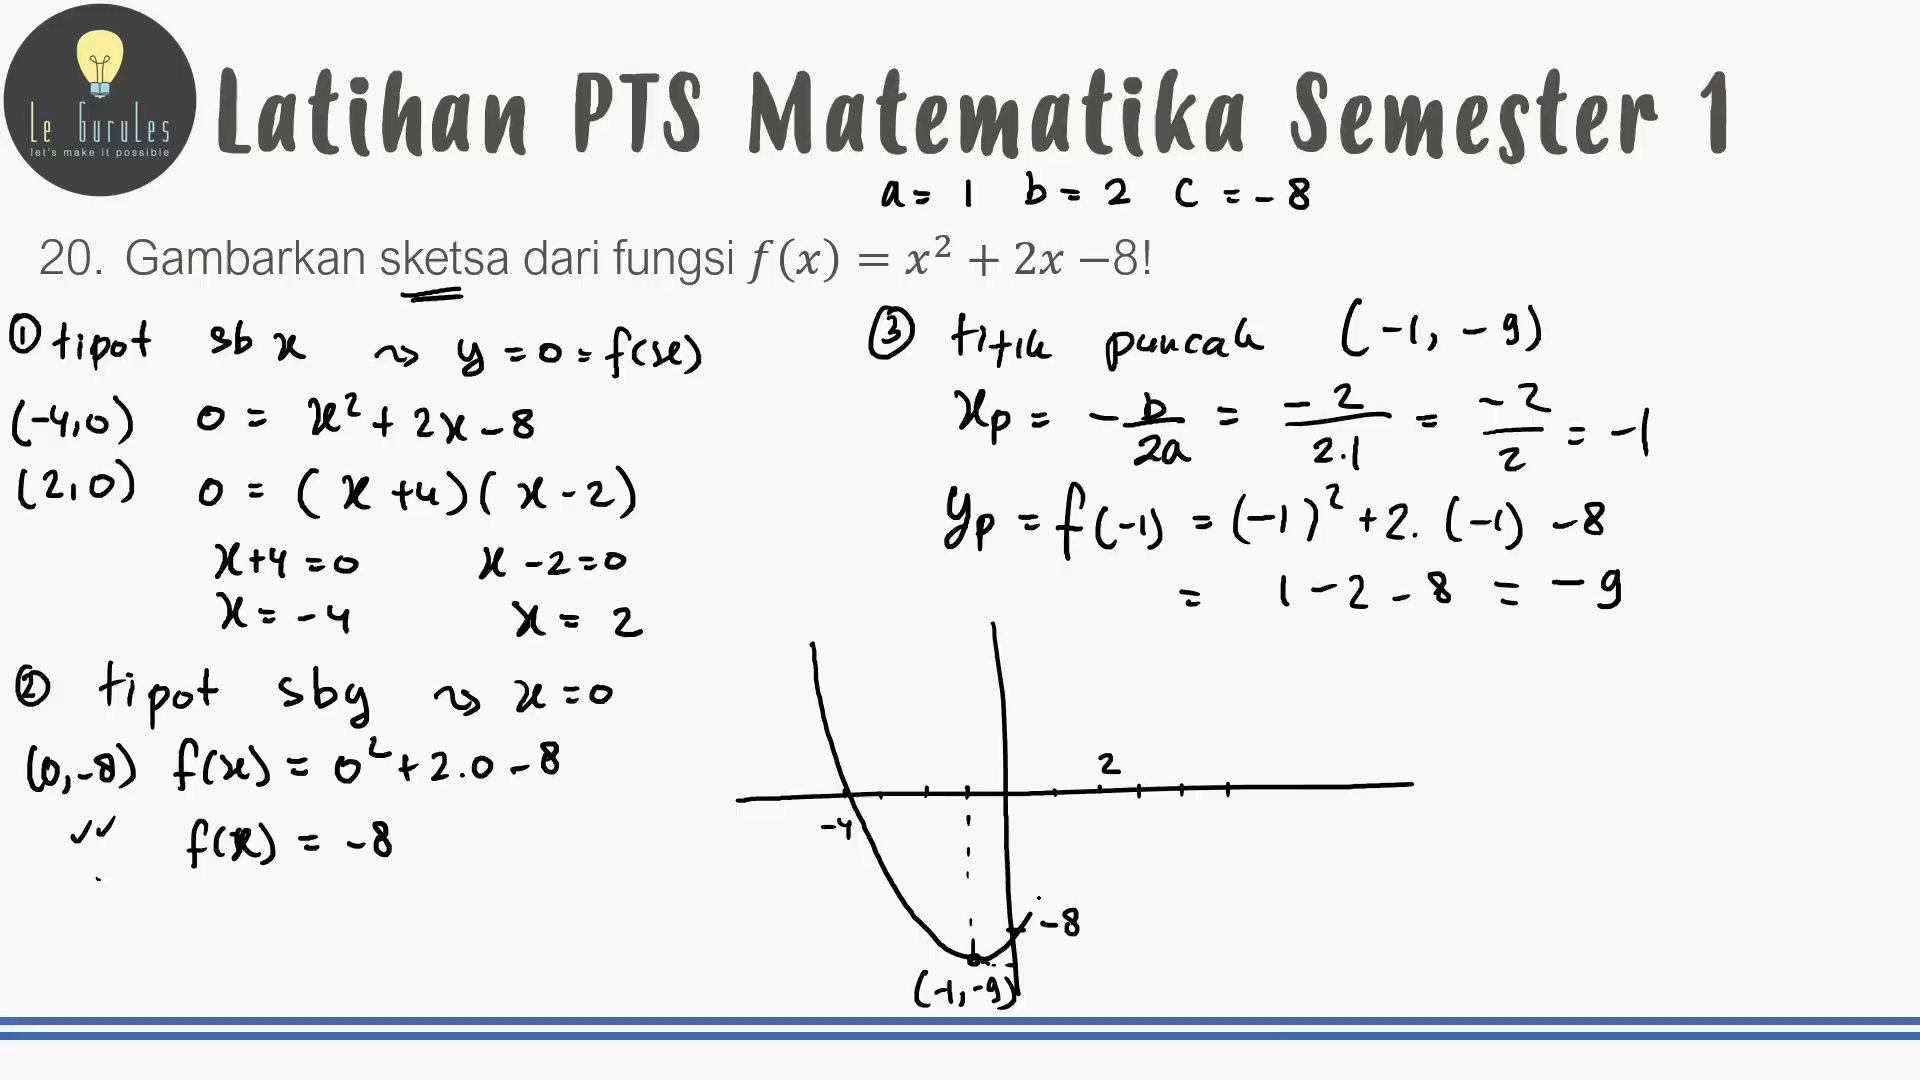 Le Gurules
let's make it possible
Latihan PTS Matematika Semester 1
a = 1 b = 2 c = -8
20. Gambarkan sketsa dari fungsi f(x) = x² + 2x −8!
① tipot sb x ⤳ y = 0 = f(x)
(-4,0) 0 = x² + 2x - 8
(2,0) 0 = (x +4)(x - 2)
x+4 = 0 x - 2 = 0
x = -4 x = 2
② tipot sby ⤳ x = 0
(0,-8) f(x) = 0² + 2.0 - 8
✓✓ f(x) = -8
③ titik puncak (-1, -9)
xp = -b/2a = -2/2.1 = -2/2 = -1
yp = f(-1) = (-1)² + 2. (-1) - 8
= 1 - 2 - 8 = -9
2
-4
-8
(-1,-9)